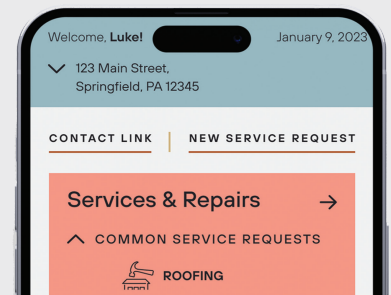 Welcome, Luke!
January 9, 2023
123 Main Street,
Springfield, PA 12345
CONTACT LINK
NEW SERVICE REQUEST
Services & Repairs
COMMON SERVICE REQUESTS
ROOFING